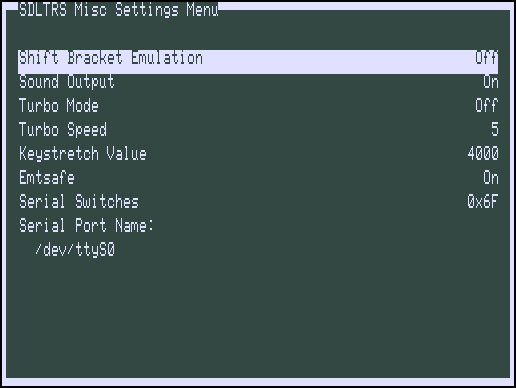 SDLTRS Misc Settings Menu
Shift Bracket Emulation Off
Sound Output On
Turbo Mode Off
Turbo Speed 5
Keystretch Value 4000
Emtsafe On
Serial Switches 0x6F
Serial Port Name:
/dev/ttyS0